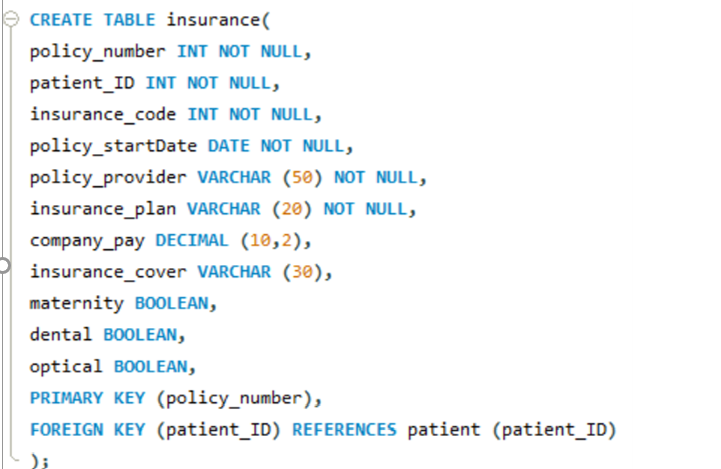 CREATE TABLE insurance(
policy_number INT NOT NULL,
patient_ID INT NOT NULL,
insurance_code INT NOT NULL,
policy_startDate DATE NOT NULL,
policy_provider VARCHAR (50) NOT NULL,
insurance_plan VARCHAR (20) NOT NULL,
company_pay DECIMAL (10,2),
insurance_cover VARCHAR (30),
maternity BOOLEAN,
dental BOOLEAN,
optical BOOLEAN,
PRIMARY KEY (policy_number),
FOREIGN KEY (patient_ID) REFERENCES patient (patient_ID)
);